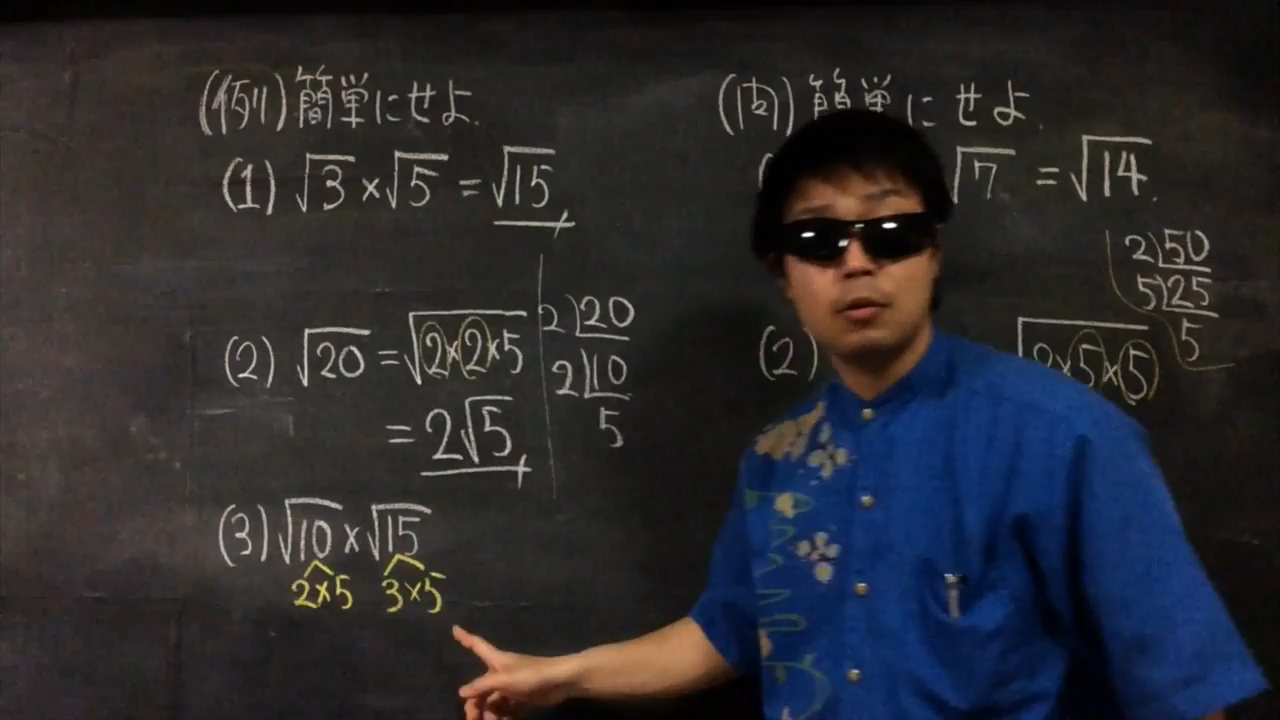 (例) 簡単にせよ.
(1) √3 × √5 = √15
(2) √20 = √2×2×5
= 2√5
2)20
2)10
5
(3) √10 × √15
2×5 3×5
(問) 簡単にせよ.
√7 = √14.
2)50
5)25
5
(2)
√2×5×5